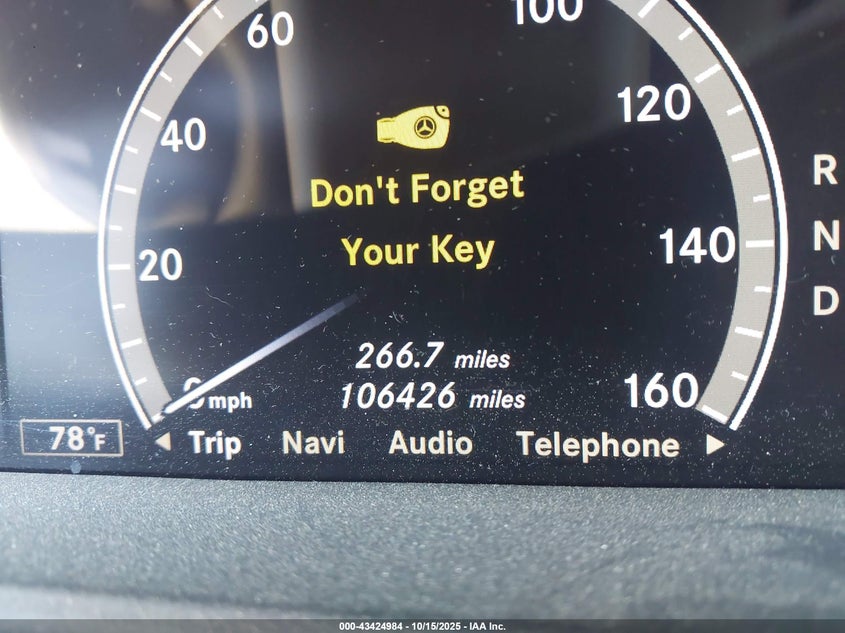 60
100
40
120
R
Don't Forget
Your Key
N
20
140
D
266.7 miles
0 mph
106426 miles
160
78°F
Trip Navi Audio Telephone
000-43424984 - 10/15/2025 - IAA Inc.